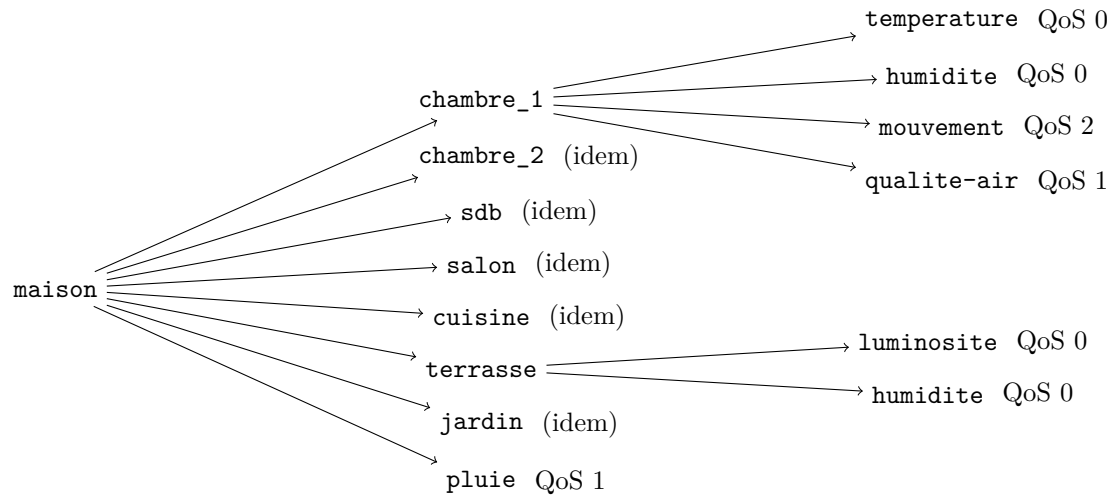 temperature QoS 0
humidite QoS 0
chambre_1
mouvement QoS 2
chambre_2 (idem)
qualite-air QoS 1
sdb (idem)
salon (idem)
maison
cuisine (idem)
luminosite QoS 0
terrasse
humidite QoS 0
jardin (idem)
pluie QoS 1